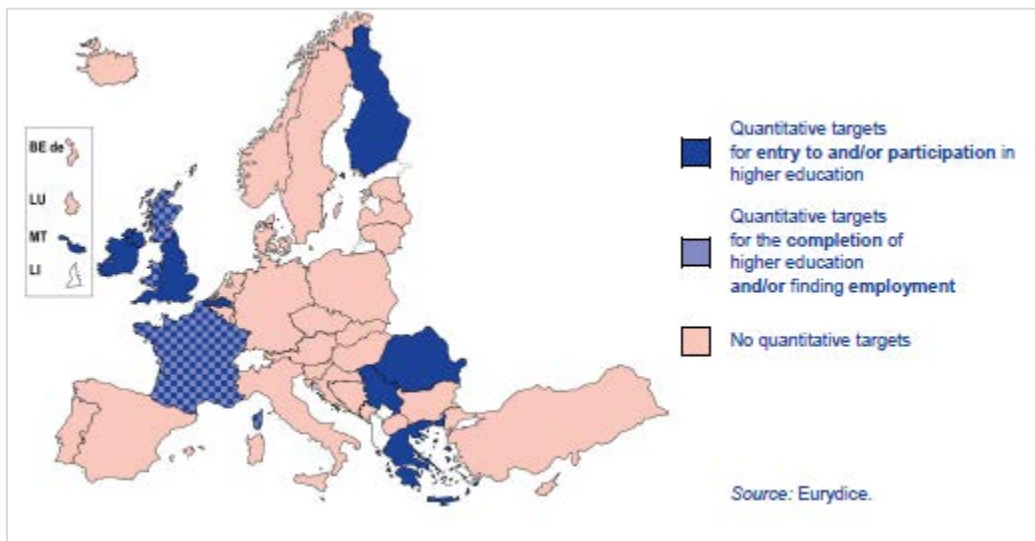 BE de
LU
MT
LI
Quantitative targets
for entry to and/or participation in
higher education
Quantitative targets
for the completion of
higher education
and/or finding employment
No quantitative targets
Source: Eurydice.